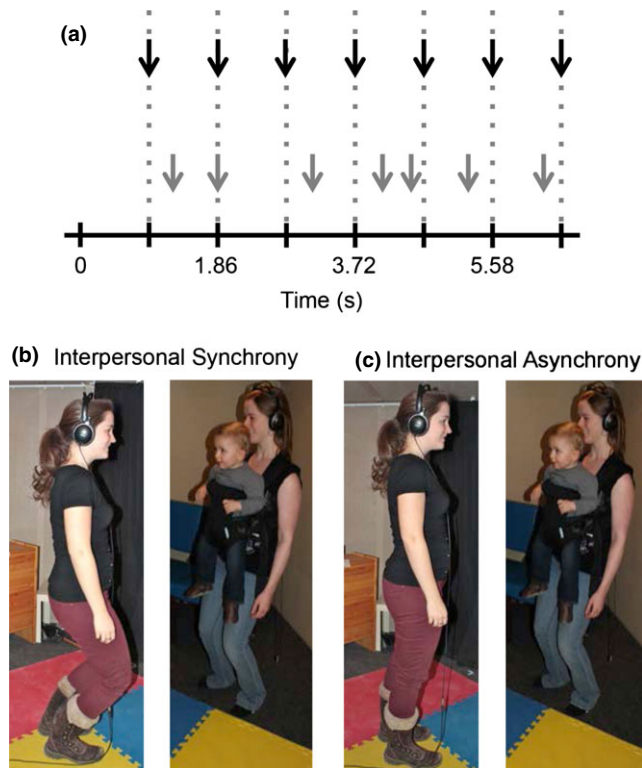 (a)
0 1.86 3.72 5.58
Time (s)
(b) Interpersonal Synchrony
(c) Interpersonal Asynchrony